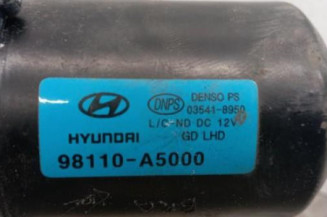 DNPS DENSO PS
03541-8950
L/C-ND DC 12V
HYUNDAI GD LHD
98110-A5000